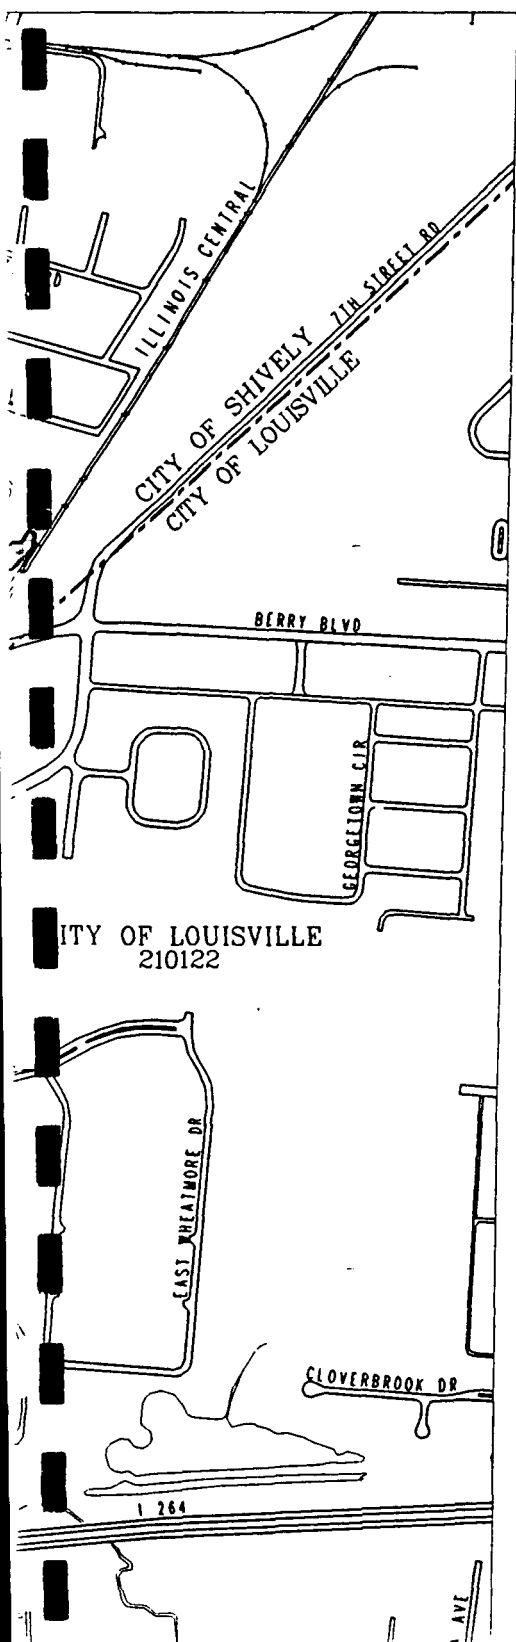 ILLINOIS CENTRAL
7TH STREET RD
CITY OF SHIVELY
CITY OF LOUISVILLE
BERRY BLVD
GEORGETOWN CIR
ITY OF LOUISVILLE
210122
EAST WHEATMORE DR
CLOVERBROOK DR
I 264
AVE